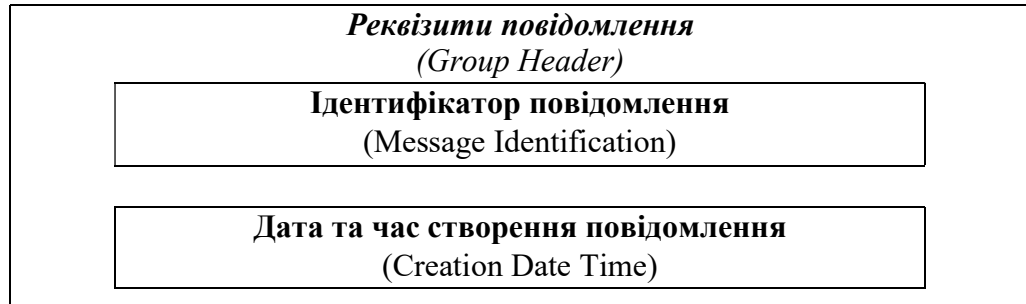 Реквізити повідомлення
(Group Header)
Ідентифікатор повідомлення
(Message Identification)
Дата та час створення повідомлення
(Creation Date Time)